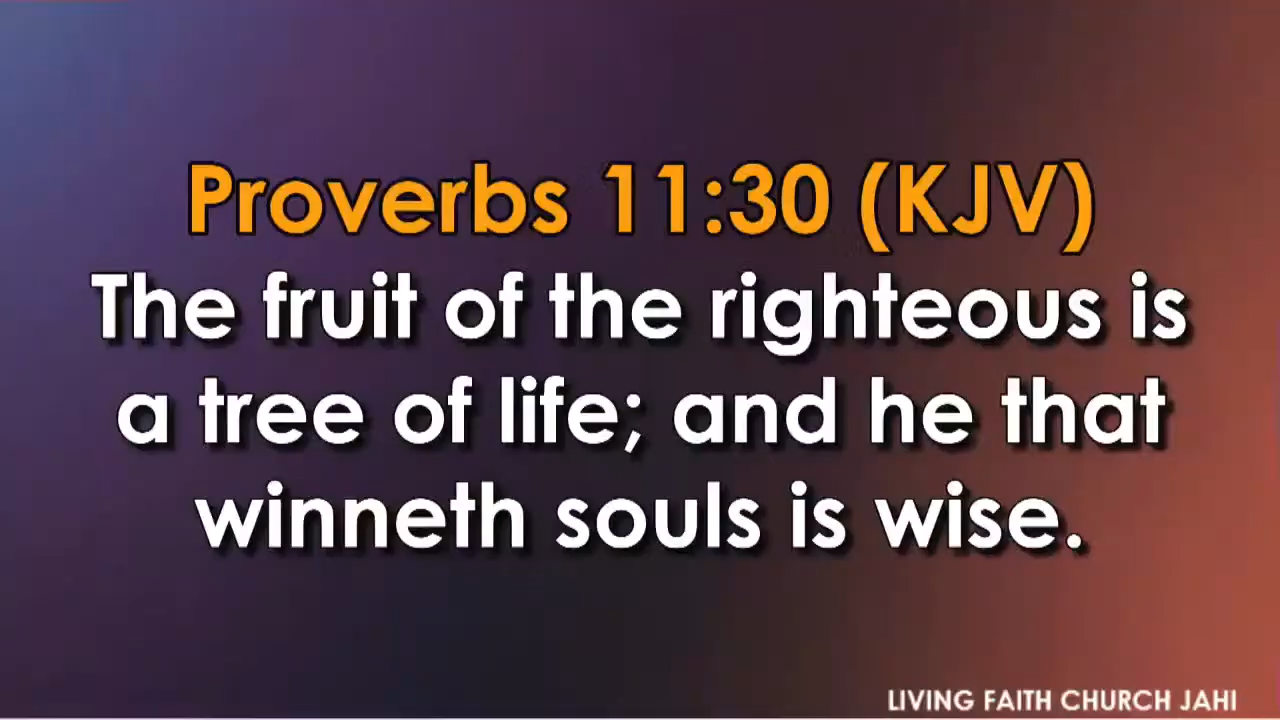 Proverbs 11:30 (KJV)
The fruit of the righteous is
a tree of life; and he that
winneth souls is wise.
LIVING FAITH CHURCH JAHI